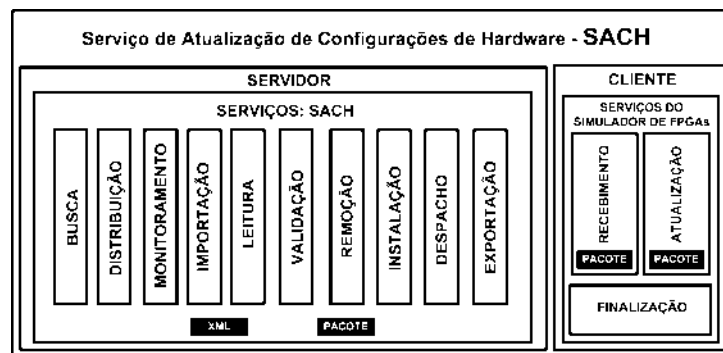 Serviço de Atualização de Configurações de Hardware - SACH
SERVIDOR
SERVIÇOS: SACH
BUSCA
DISTRIBUIÇÃO
MONITORAMENTO
IMPORTAÇÃO
LEITURA
VALIDAÇÃO
REMOÇÃO
INSTALAÇÃO
DESPACHO
EXPORTAÇÃO
XML
PACOTE
CLIENTE
SERVIÇOS DO
SIMULADOR DE FPGAs
RECEBIMENTO
PACOTE
ATUALIZAÇÃO
PACOTE
FINALIZAÇÃO